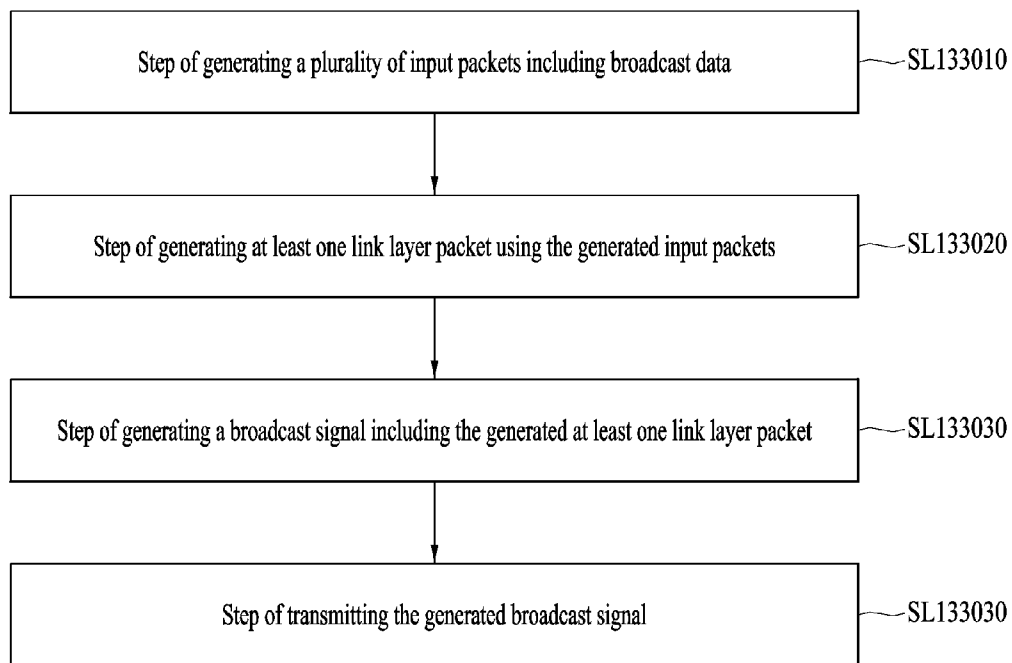 Step of generating a plurality of input packets including broadcast data
SL133010
Step of generating at least one link layer packet using the generated input packets
SL133020
Step of generating a broadcast signal including the generated at least one link layer packet
SL133030
Step of transmitting the generated broadcast signal
SL133030